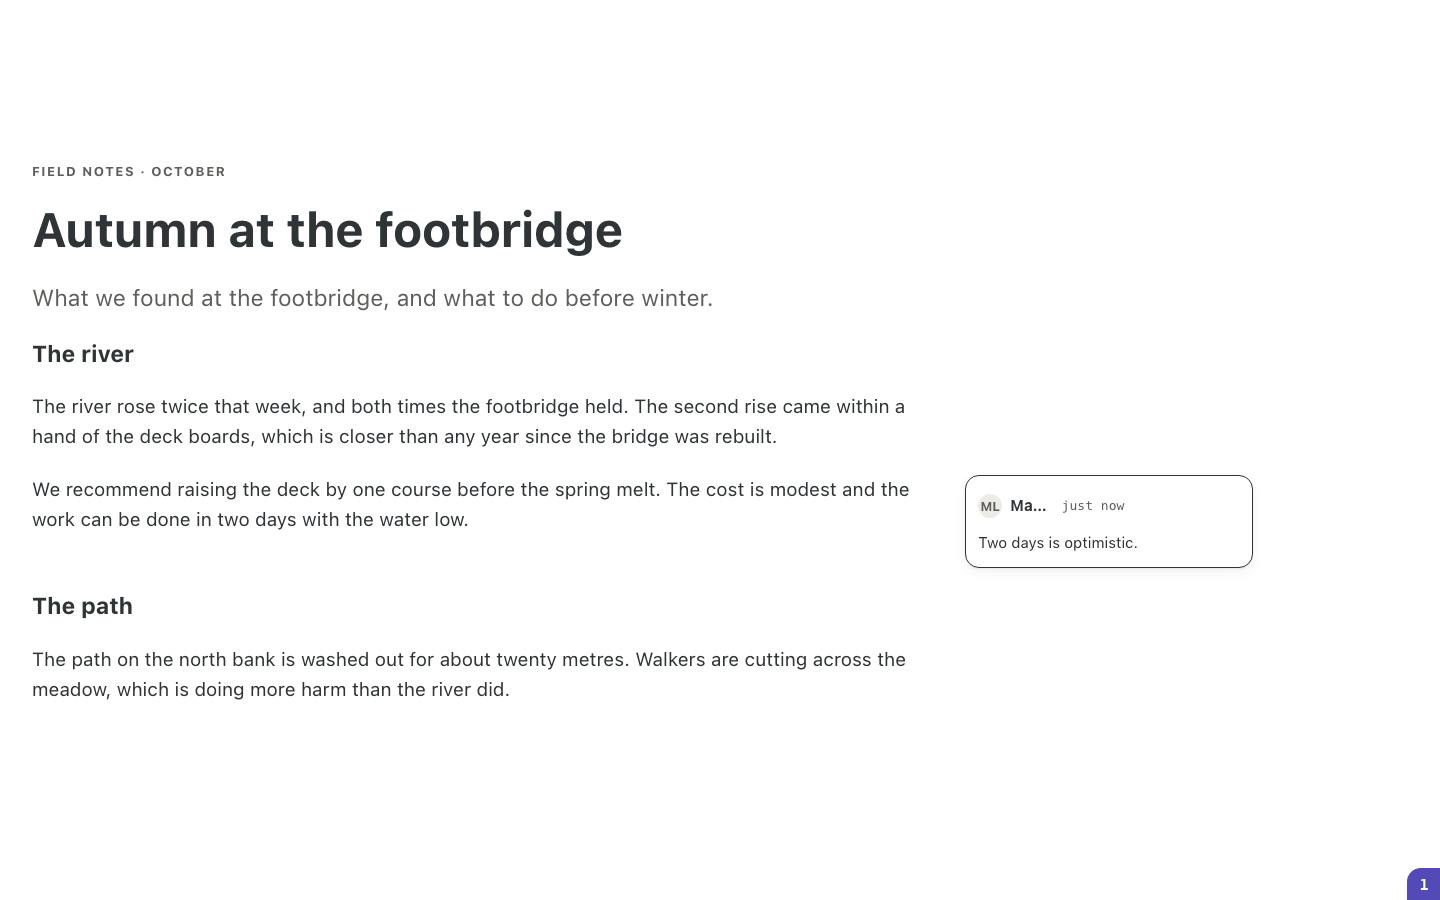 FIELD NOTES · OCTOBER
Autumn at the footbridge
What we found at the footbridge, and what to do before winter.
The river
The river rose twice that week, and both times the footbridge held. The second rise came within a
hand of the deck boards, which is closer than any year since the bridge was rebuilt.
We recommend raising the deck by one course before the spring melt. The cost is modest and the
work can be done in two days with the water low.
ML Ma... just now
Two days is optimistic.
The path
The path on the north bank is washed out for about twenty metres. Walkers are cutting across the
meadow, which is doing more harm than the river did.
1